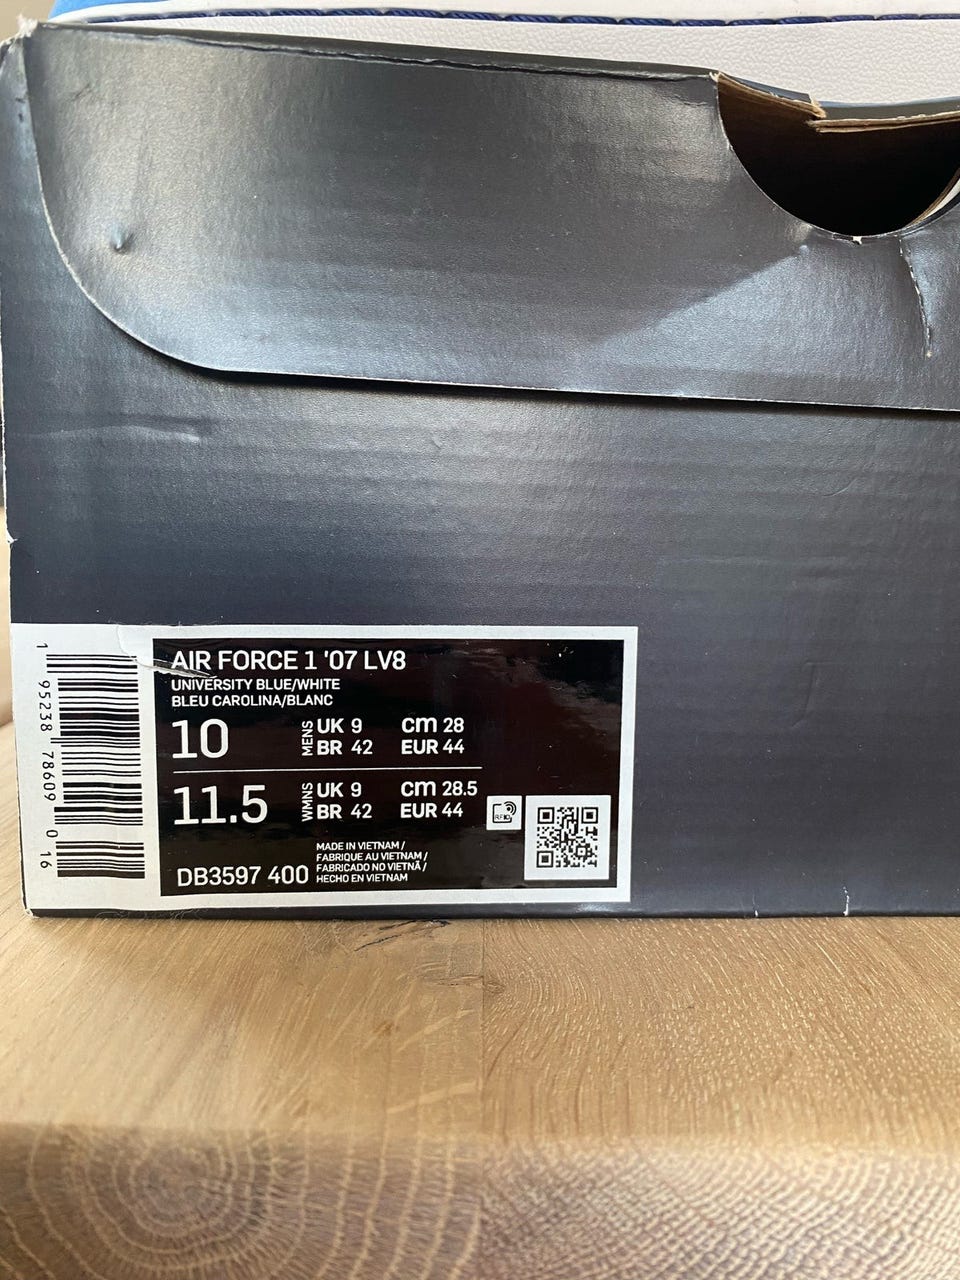 1 95238 78609 0 16
AIR FORCE 1 '07 LV8
UNIVERSITY BLUE/WHITE
BLEU CAROLINA/BLANC
10 MENS UK 9 cm 28
BR 42 EUR 44
11.5 WMNS UK 9 cm 28.5
BR 42 EUR 44
RFID
DB3597 400
MADE IN VIETNAM /
FABRIQUE AU VIETNAM /
FABRICADO NO VIETNÃ /
HECHO EN VIETNAM